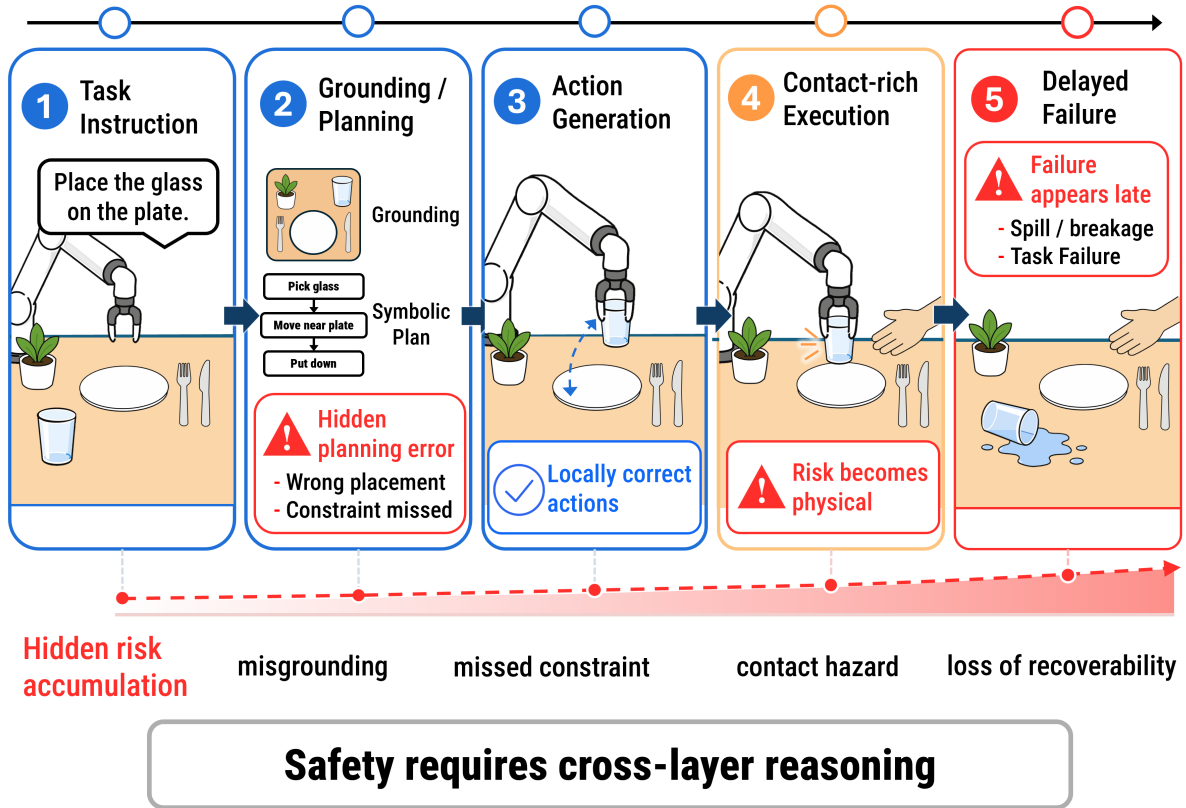 1
Task
Instruction
Place the glass
on the plate.
2
Grounding /
Planning
Grounding
Pick glass
Move near plate
Put down
Symbolic
Plan
Hidden
planning error
- Wrong placement
- Constraint missed
3
Action
Generation
Locally correct
actions
4
Contact-rich
Execution
Risk becomes
physical
5
Delayed
Failure
Failure
appears late
- Spill / breakage
- Task Failure
Hidden risk
accumulation
misgrounding
missed constraint
contact hazard
loss of recoverability
Safety requires cross-layer reasoning